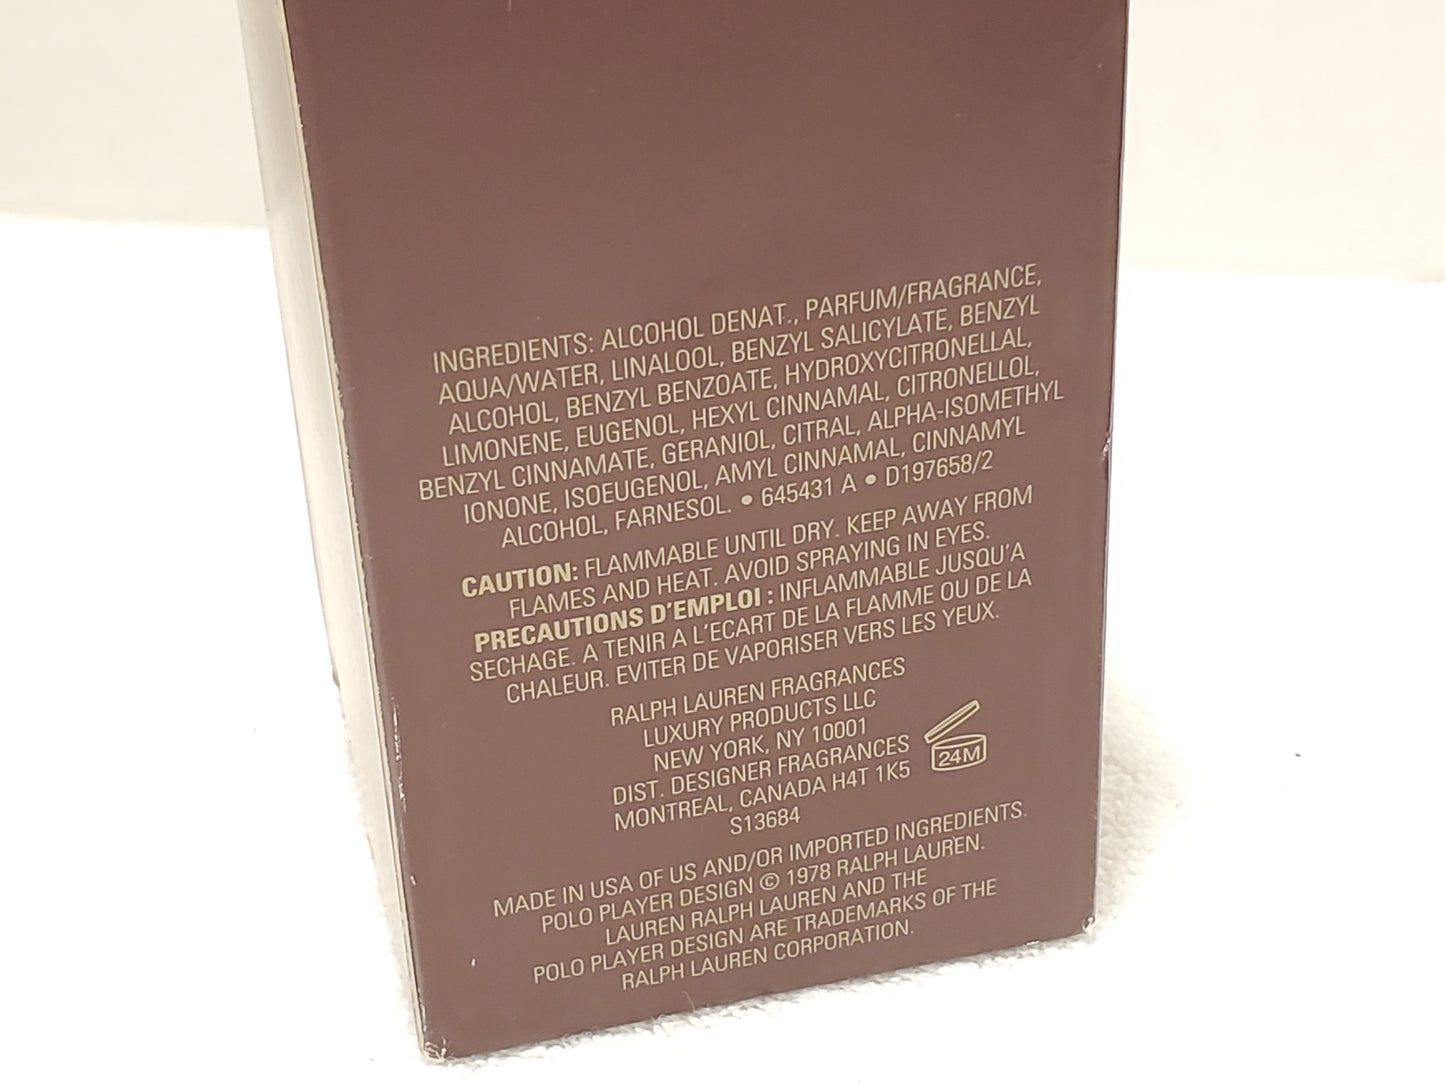 INGREDIENTS: ALCOHOL DENAT., PARFUM/FRAGRANCE,
AQUA/WATER, LINALOOL, BENZYL SALICYLATE, BENZYL
ALCOHOL, BENZYL BENZOATE, HYDROXYCITRONELLAL,
LIMONENE, EUGENOL, HEXYL CINNAMAL, CITRONELLOL,
BENZYL CINNAMATE, GERANIOL, CITRAL, ALPHA-ISOMETHYL
IONONE, ISOEUGENOL, AMYL CINNAMAL, CINNAMYL
ALCOHOL, FARNESOL. • 645431 A • D197658/2
CAUTION: FLAMMABLE UNTIL DRY. KEEP AWAY FROM
FLAMES AND HEAT. AVOID SPRAYING IN EYES.
PRECAUTIONS D'EMPLOI : INFLAMMABLE JUSQU'A
SECHAGE. A TENIR A L'ECART DE LA FLAMME OU DE LA
CHALEUR. EVITER DE VAPORISER VERS LES YEUX.
RALPH LAUREN FRAGRANCES
LUXURY PRODUCTS LLC
NEW YORK, NY 10001
DIST. DESIGNER FRAGRANCES
MONTREAL, CANADA H4T 1K5
24M
S13684
MADE IN USA OF US AND/OR IMPORTED INGREDIENTS.
POLO PLAYER DESIGN © 1978 RALPH LAUREN.
LAUREN RALPH LAUREN AND THE
POLO PLAYER DESIGN ARE TRADEMARKS OF THE
RALPH LAUREN CORPORATION.